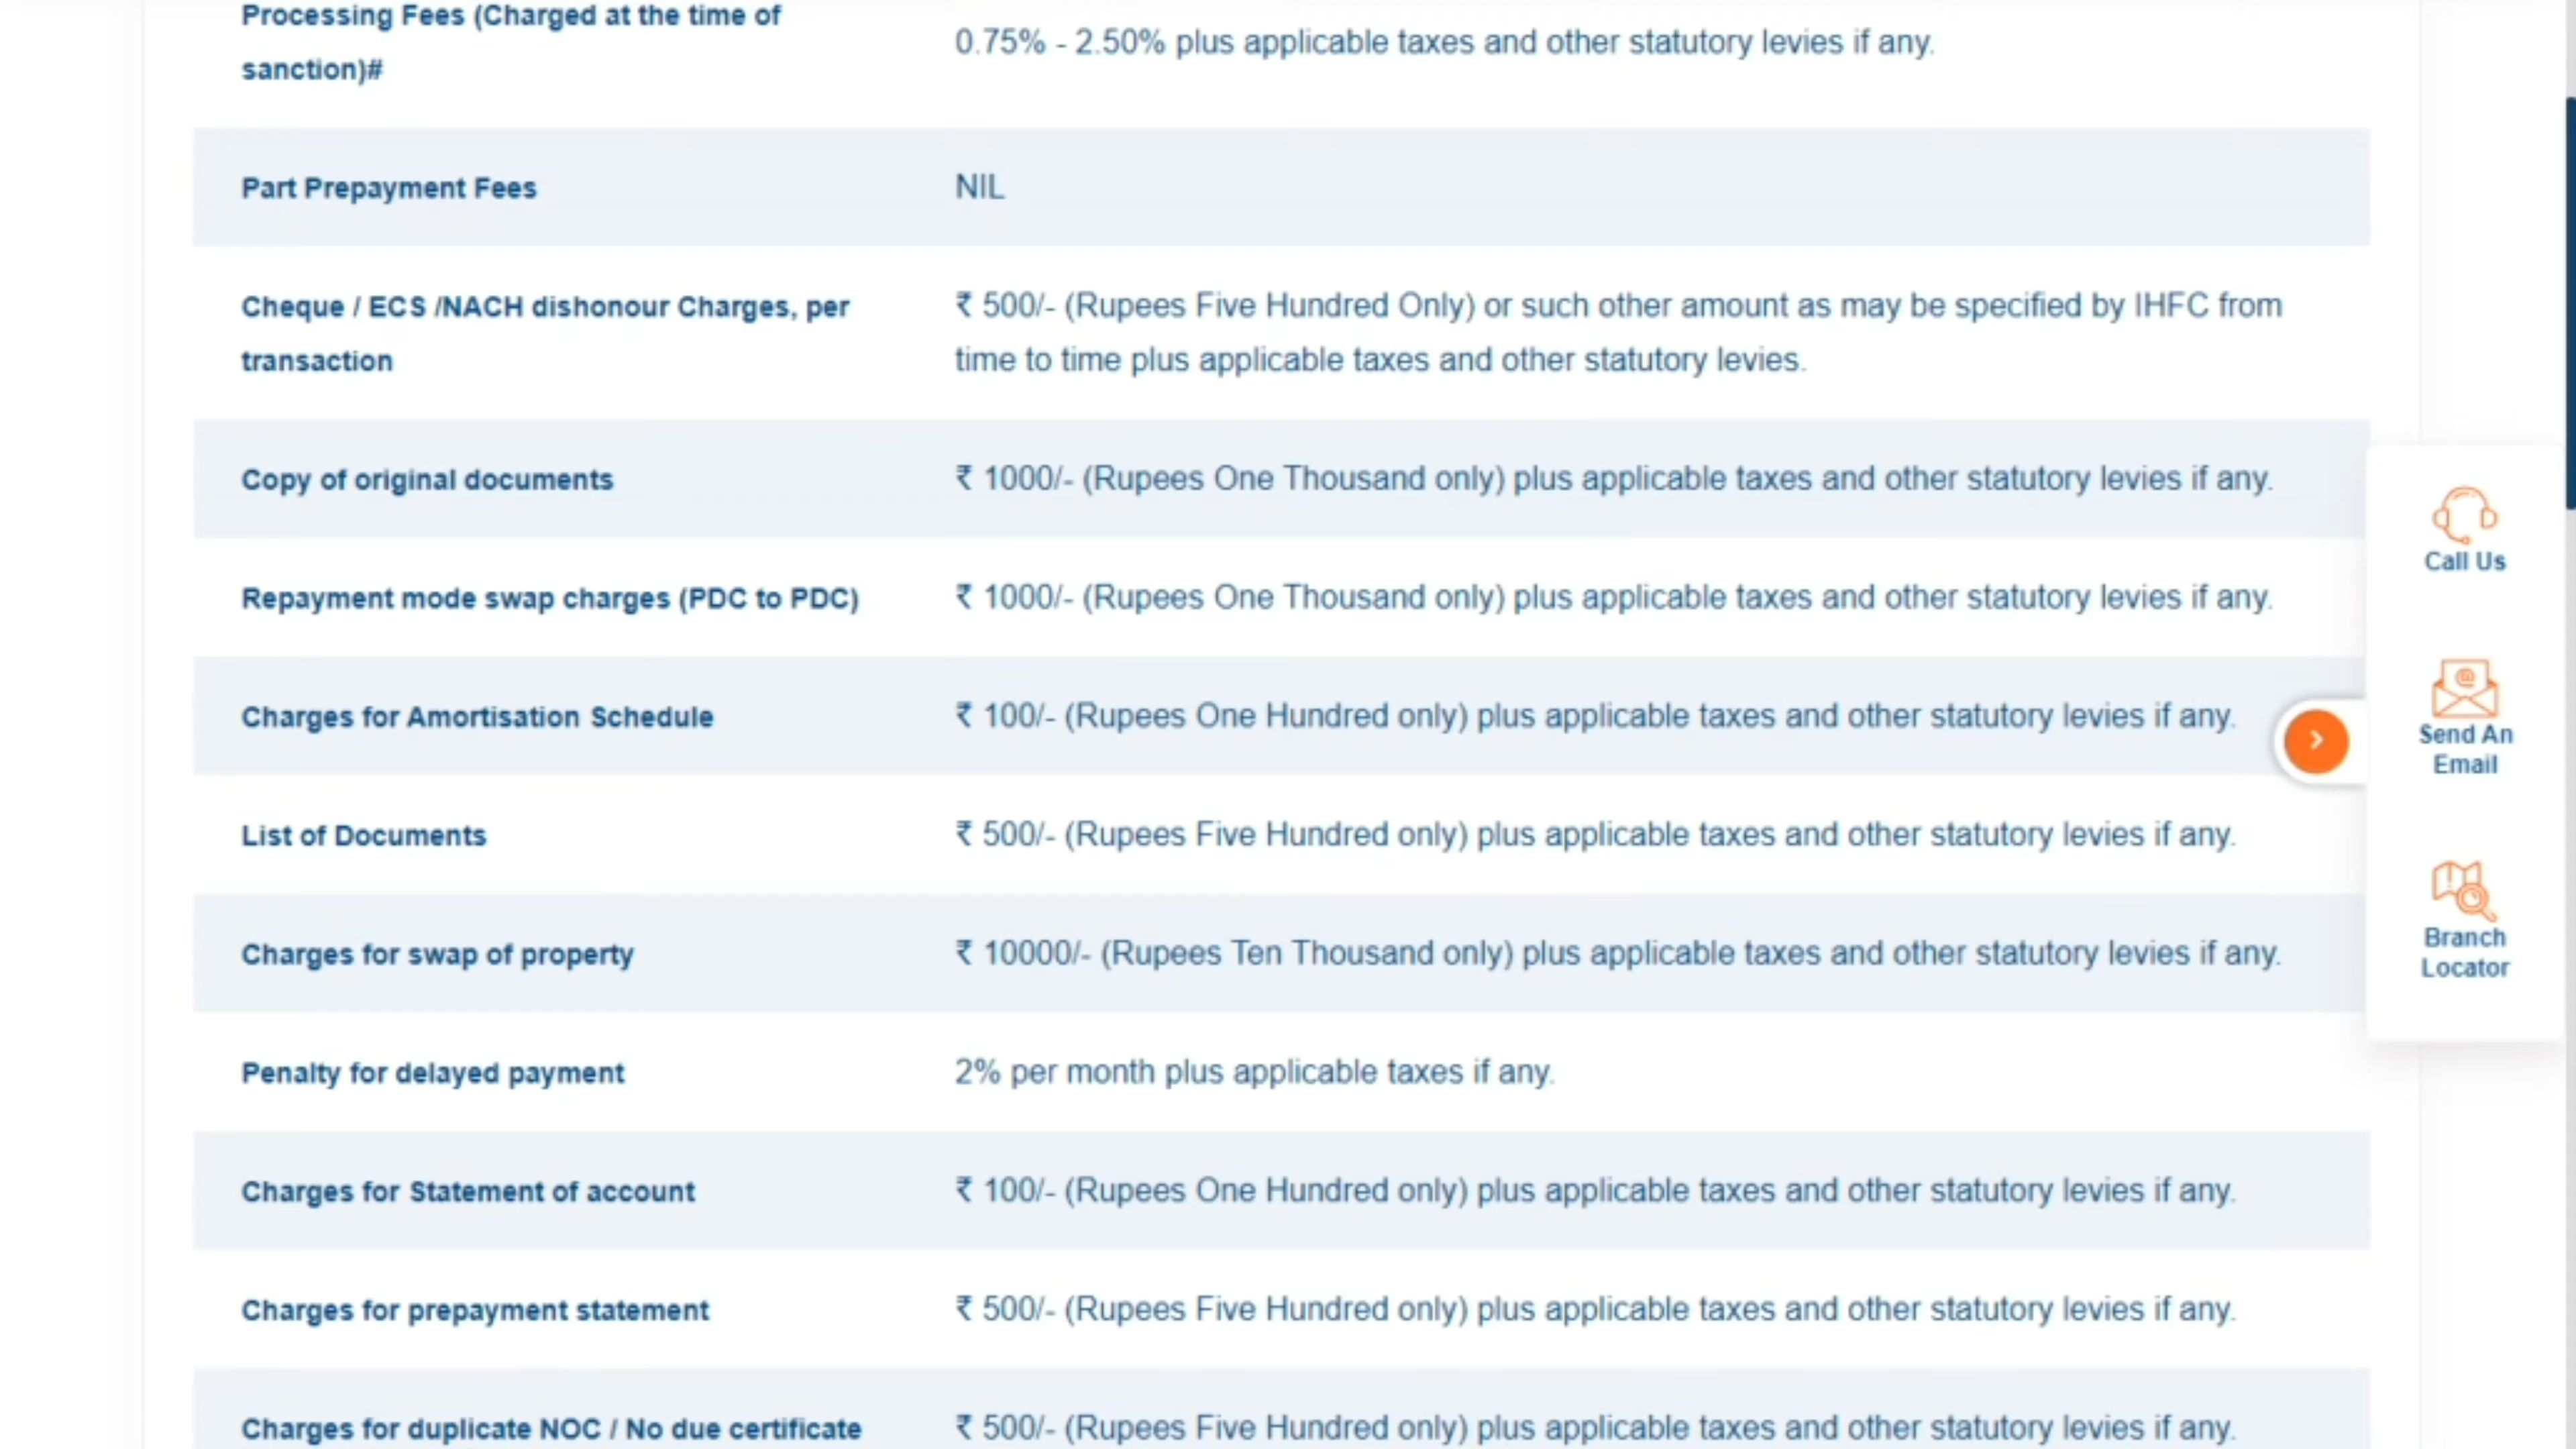 Processing Fees (Charged at the time of
sanction)#
0.75% - 2.50% plus applicable taxes and other statutory levies if any.
Part Prepayment Fees
NIL
Cheque / ECS /NACH dishonour Charges, per
transaction
₹ 500/- (Rupees Five Hundred Only) or such other amount as may be specified by IHFC from
time to time plus applicable taxes and other statutory levies.
Copy of original documents
₹ 1000/- (Rupees One Thousand only) plus applicable taxes and other statutory levies if any.
Repayment mode swap charges (PDC to PDC)
₹ 1000/- (Rupees One Thousand only) plus applicable taxes and other statutory levies if any.
Charges for Amortisation Schedule
₹ 100/- (Rupees One Hundred only) plus applicable taxes and other statutory levies if any.
List of Documents
₹ 500/- (Rupees Five Hundred only) plus applicable taxes and other statutory levies if any.
Charges for swap of property
₹ 10000/- (Rupees Ten Thousand only) plus applicable taxes and other statutory levies if any.
Penalty for delayed payment
2% per month plus applicable taxes if any.
Charges for Statement of account
₹ 100/- (Rupees One Hundred only) plus applicable taxes and other statutory levies if any.
Charges for prepayment statement
₹ 500/- (Rupees Five Hundred only) plus applicable taxes and other statutory levies if any.
Charges for duplicate NOC / No due certificate
₹ 500/- (Rupees Five Hundred only) plus applicable taxes and other statutory levies if any.
Call Us
Send An
Email
Branch
Locator